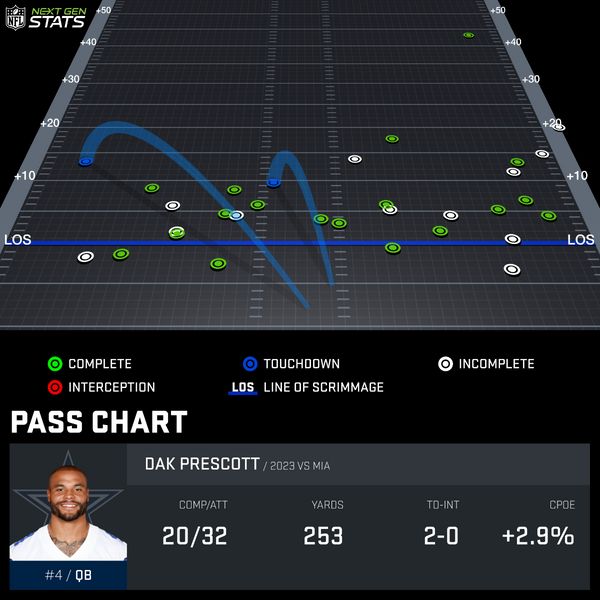 NFL NEXT GEN STATS
+50 +50
+40 +40
+30 +30
+20 +20
+10 +10
LOS LOS
COMPLETE TOUCHDOWN INCOMPLETE
INTERCEPTION LOS LINE OF SCRIMMAGE
PASS CHART
DAK PRESCOTT / 2023 VS MIA
COMP/ATT YARDS TD-INT CPOE
20/32 253 2-0 +2.9%
#4 / QB